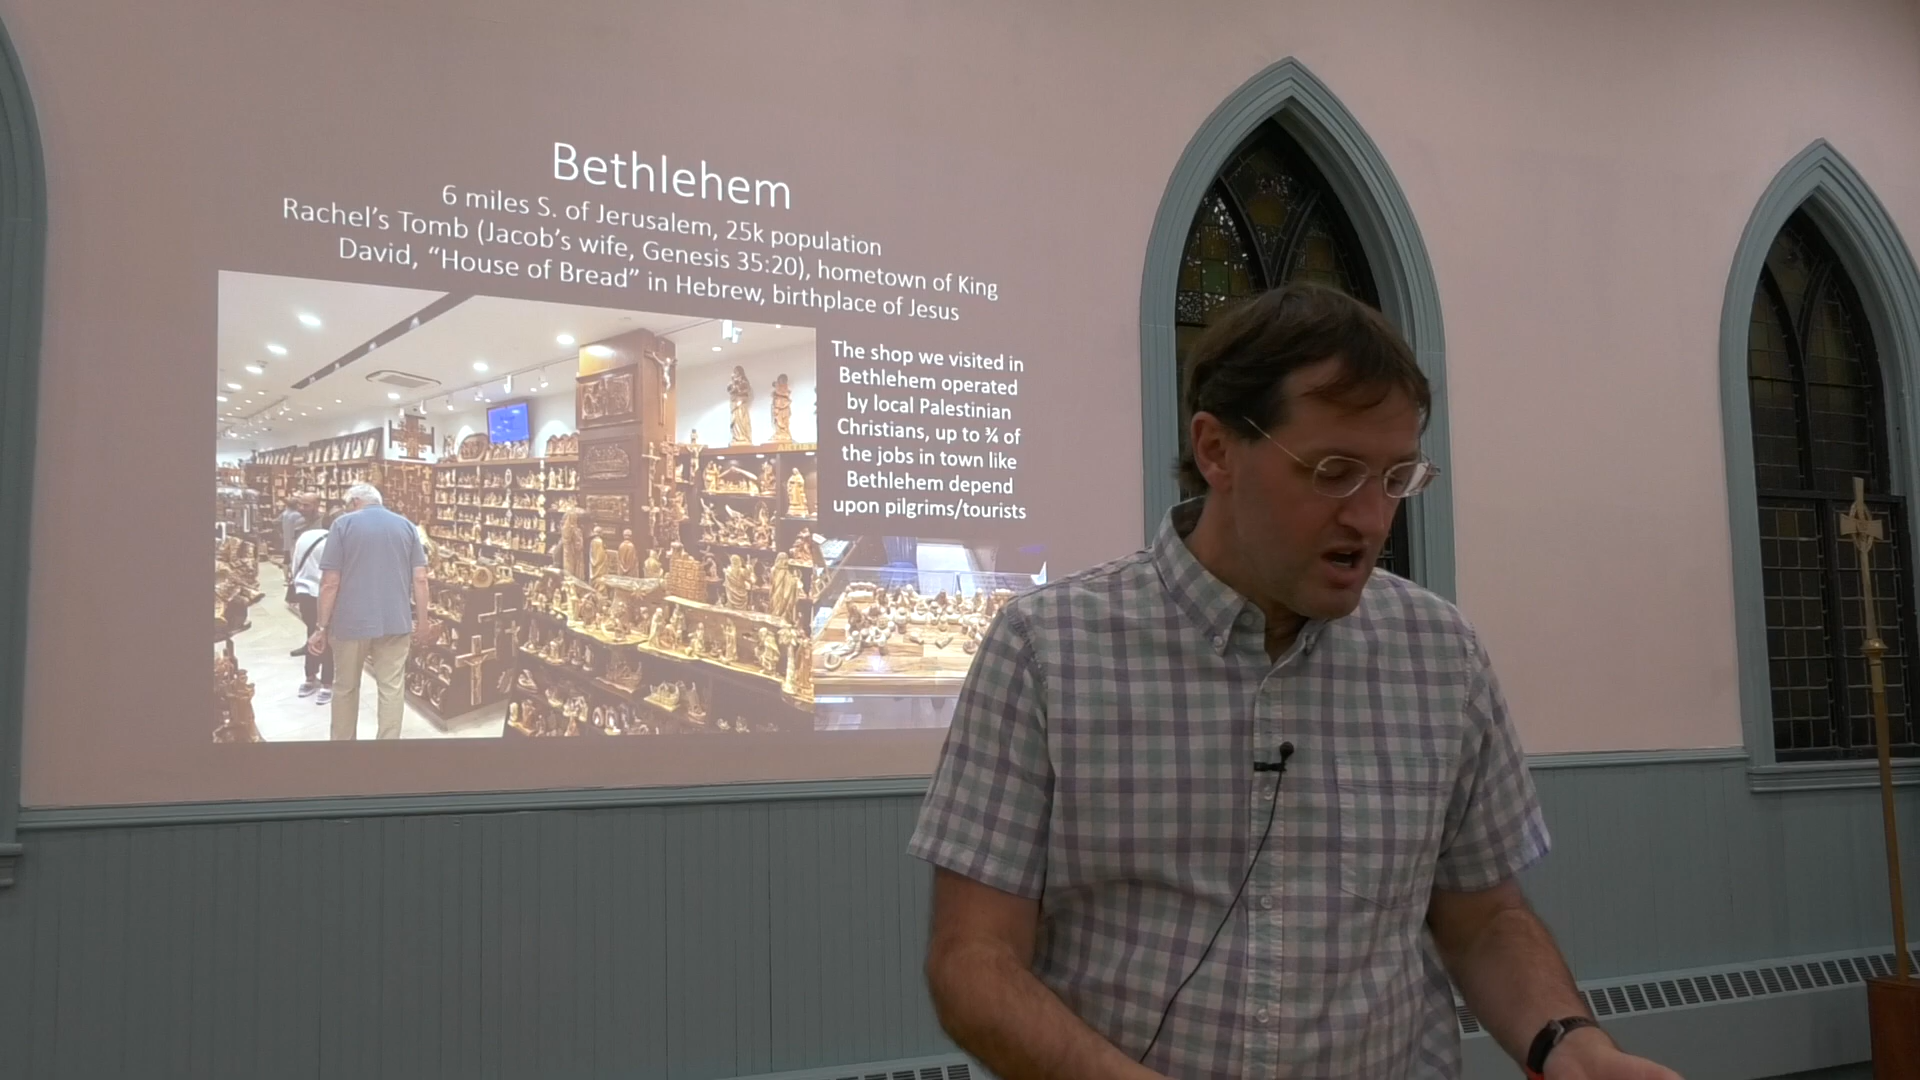 Bethlehem
6 miles S. of Jerusalem, 25k population
Rachel’s Tomb (Jacob’s wife, Genesis 35:20), hometown of King
David, “House of Bread” in Hebrew, birthplace of Jesus
The shop we visited in
Bethlehem operated
by local Palestinian
Christians, up to ¾ of
the jobs in town like
Bethlehem depend
upon pilgrims/tourists